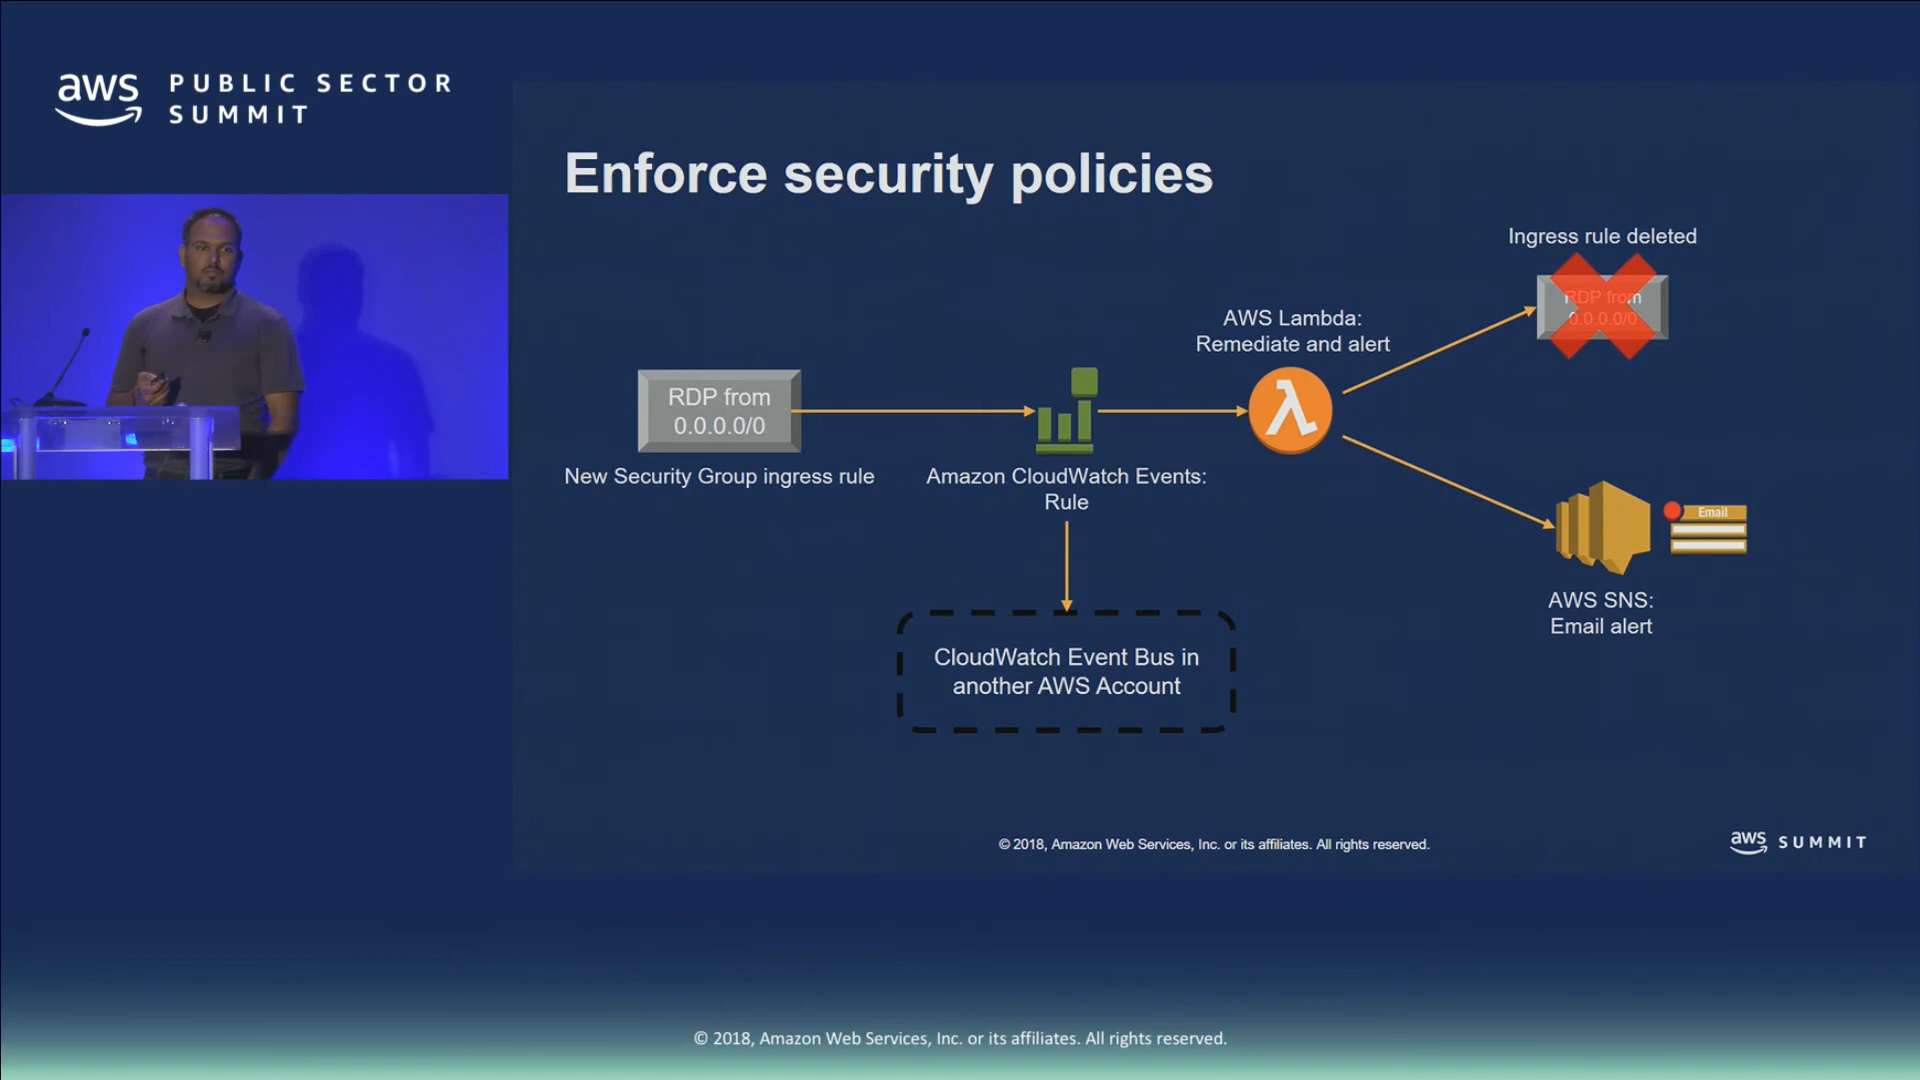 aws PUBLIC SECTOR
SUMMIT
Enforce security policies
Ingress rule deleted
RDP from
0.0.0.0/0
AWS Lambda:
Remediate and alert
RDP from
0.0.0.0/0
New Security Group ingress rule
Amazon CloudWatch Events:
Rule
Email
AWS SNS:
Email alert
CloudWatch Event Bus in
another AWS Account
© 2018, Amazon Web Services, Inc. or its affiliates. All rights reserved.
aws SUMMIT
© 2018, Amazon Web Services, Inc. or its affiliates. All rights reserved.